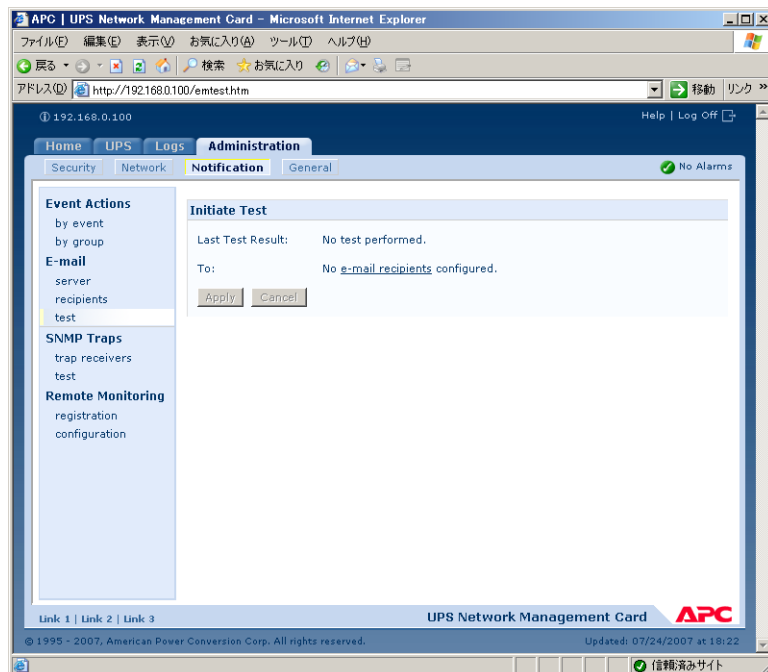 APC | UPS Network Management Card - Microsoft Internet Explorer
ファイル(F) 編集(E) 表示(V) お気に入り(A) ツール(T) ヘルプ(H)
戻る 検索 お気に入り
アドレス(D) http://192.168.0.100/emtest.htm 移動 リンク »
192.168.0.100 Help | Log Off
Home UPS Logs Administration
Security Network Notification General No Alarms
Event Actions
by event
by group
E-mail
server
recipients
test
SNMP Traps
trap receivers
test
Remote Monitoring
registration
configuration
Initiate Test
Last Test Result: No test performed.
To: No e-mail recipients configured.
Apply Cancel
Link 1 | Link 2 | Link 3 UPS Network Management Card APC
© 1995 - 2007, American Power Conversion Corp. All rights reserved. Updated: 07/24/2007 at 18:22
信頼済みサイト